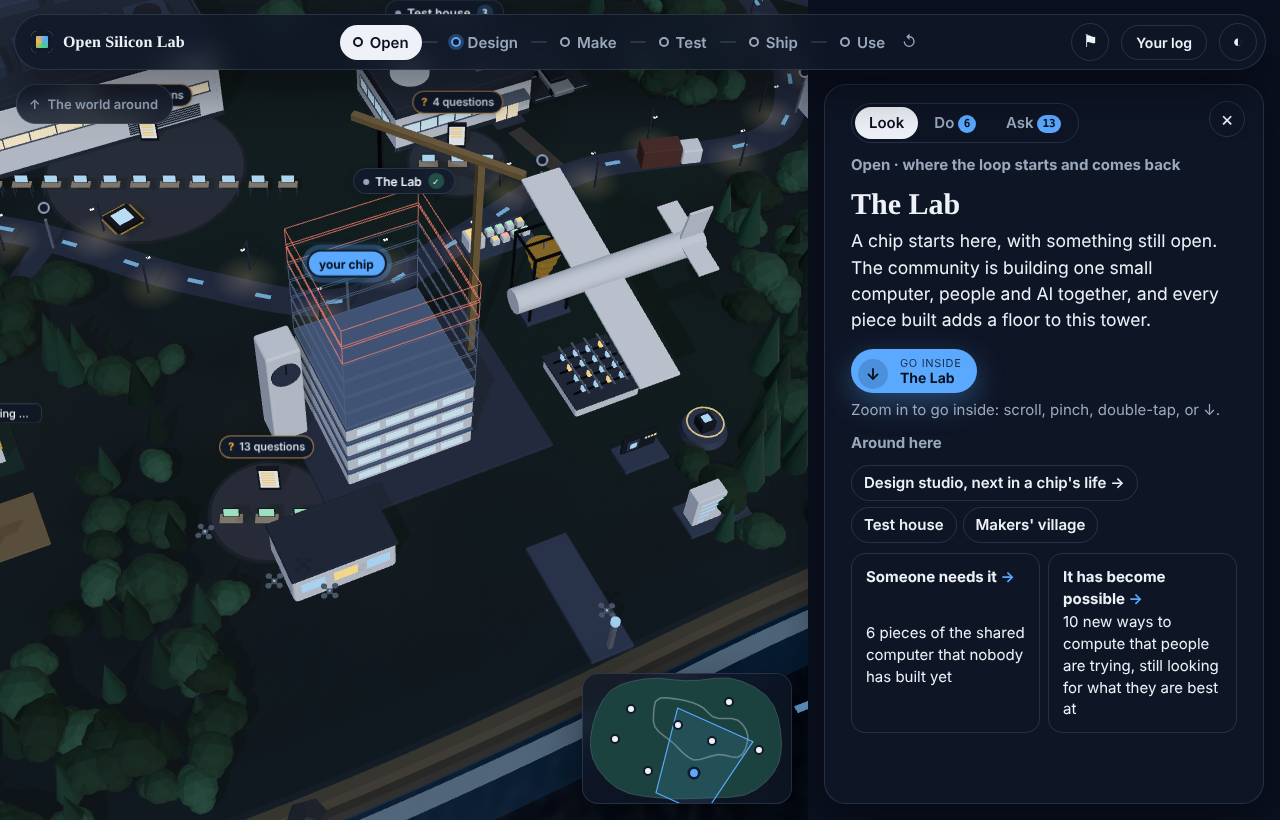 Test house 3
Open Silicon Lab
Open
Design
Make
Test
Ship
Use
Your log
↑ The world around
ns
? 4 questions
The Lab ✓
your chip
ing ...
? 13 questions
Look
Do 6
Ask 13
Open · where the loop starts and comes back
The Lab
A chip starts here, with something still open.
The community is building one small
computer, people and AI together, and every
piece built adds a floor to this tower.
GO INSIDE
The Lab
Zoom in to go inside: scroll, pinch, double-tap, or ↓.
Around here
Design studio, next in a chip's life →
Test house
Makers' village
Someone needs it →
6 pieces of the shared
computer that nobody
has built yet
It has become
possible →
10 new ways to
compute that people
are trying, still looking
for what they are best
at